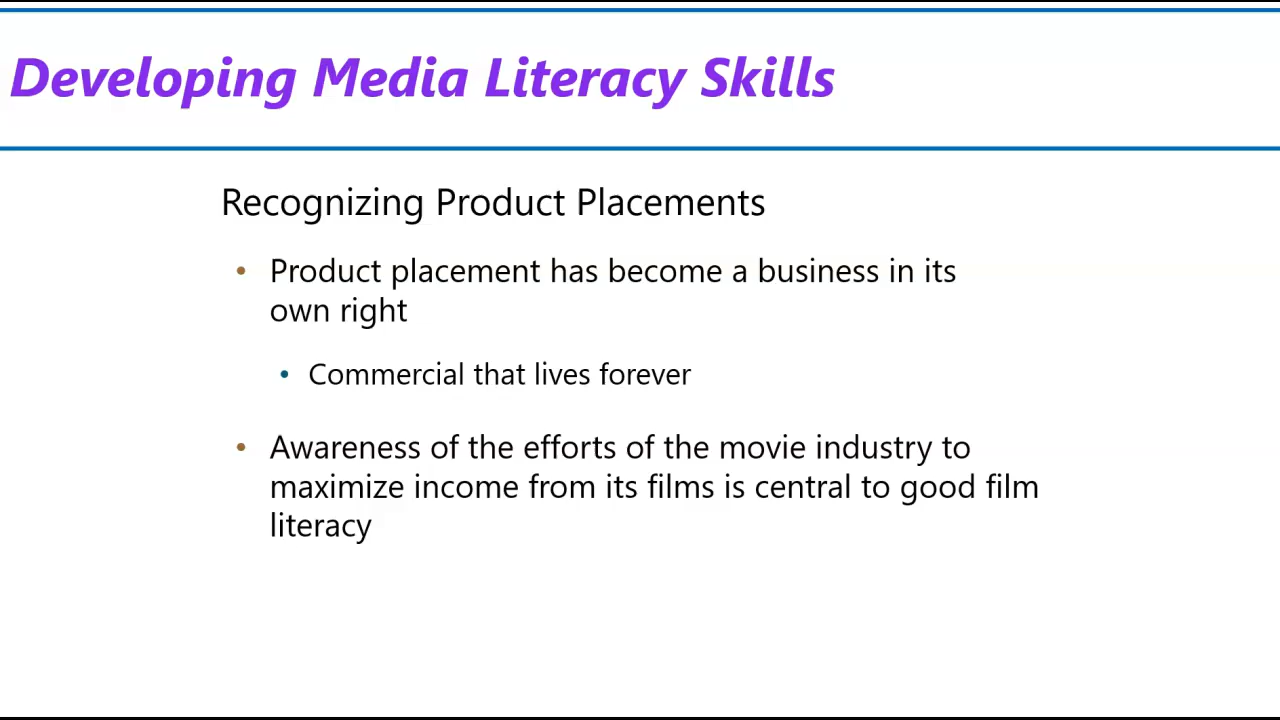 Developing Media Literacy Skills
Recognizing Product Placements
• Product placement has become a business in its
own right
• Commercial that lives forever
• Awareness of the efforts of the movie industry to
maximize income from its films is central to good film
literacy